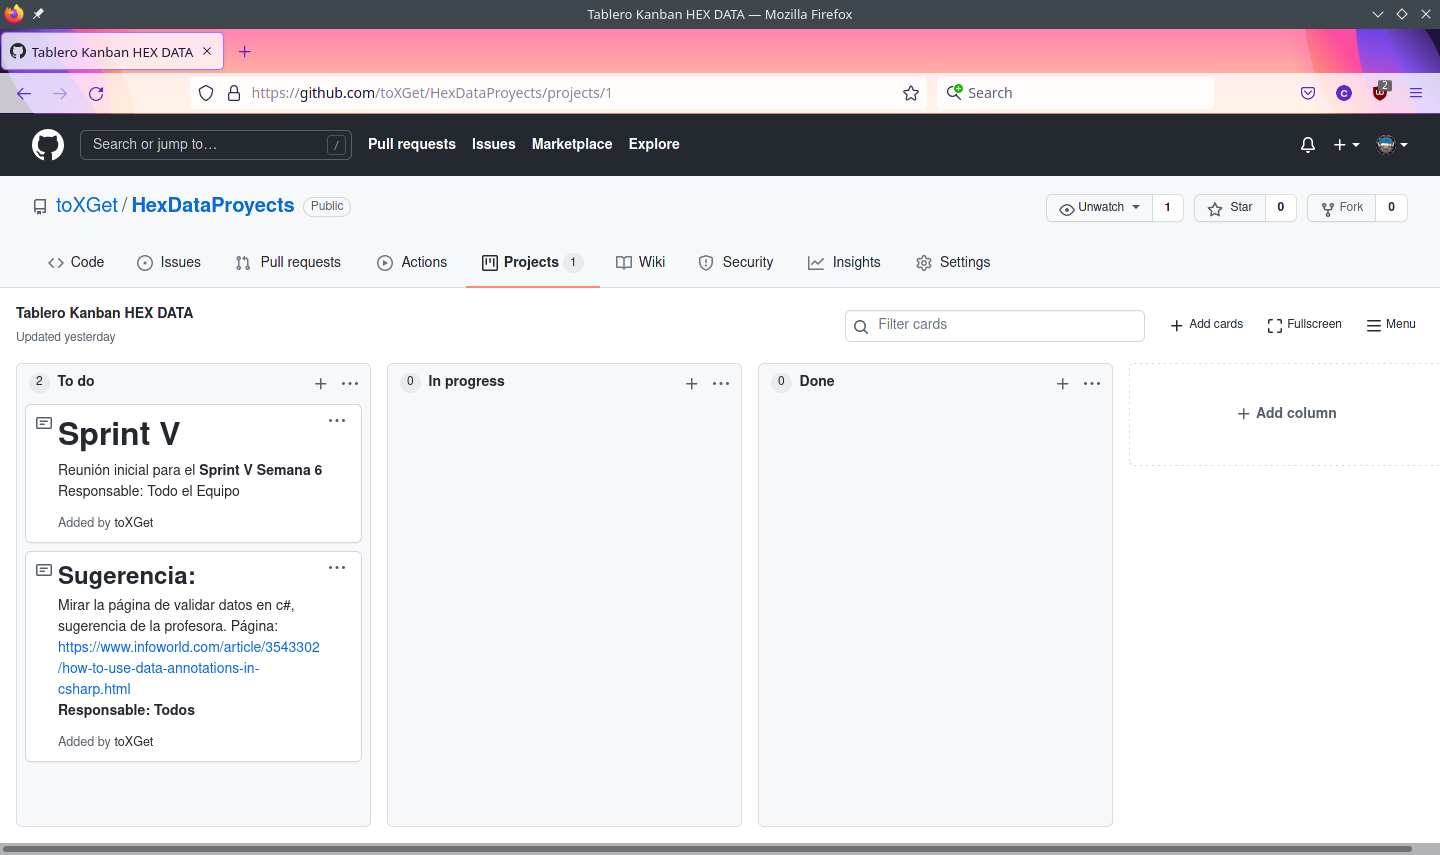 Tablero Kanban HEX DATA — Mozilla Firefox
Tablero Kanban HEX DATA
https://github.com/toXGet/HexDataProyects/projects/1
Search
C
2
Search or jump to…
/
Pull requests
Issues
Marketplace
Explore
toXGet / HexDataProyects
Public
Unwatch
1
Star
0
Fork
0
Code
Issues
Pull requests
Actions
Projects
1
Wiki
Security
Insights
Settings
Tablero Kanban HEX DATA
Updated yesterday
Filter cards
Add cards
Fullscreen
Menu
2 To do
Sprint V
Reunión inicial para el Sprint V Semana 6
Responsable: Todo el Equipo
Added by toXGet
Sugerencia:
Mirar la página de validar datos en c#,
sugerencia de la profesora. Página:
https://www.infoworld.com/article/3543302
/how-to-use-data-annotations-in-
csharp.html
Responsable: Todos
Added by toXGet
0 In progress
0 Done
Add column